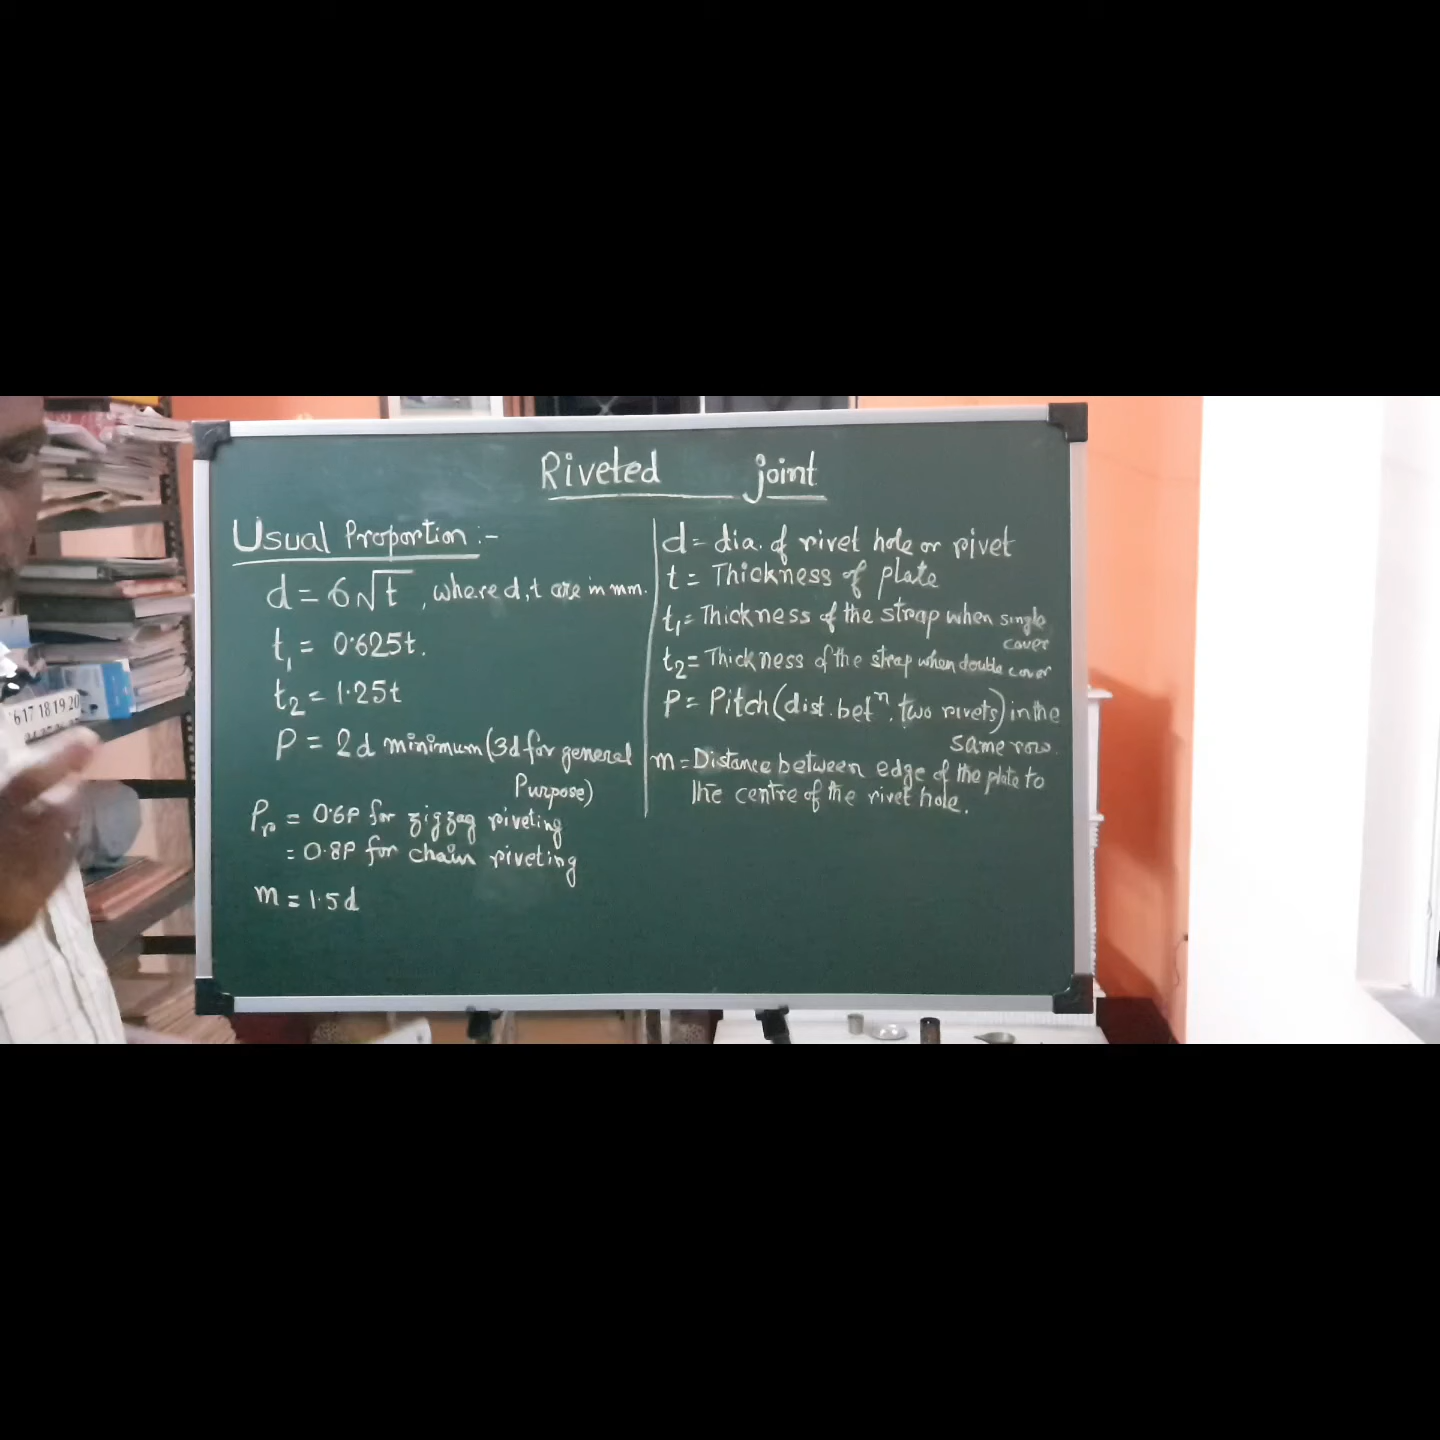 Riveted joint
Usual Proportion :-
d = 6√t , where d, t are in mm.
t₁ = 0.625t.
t₂ = 1.25t
P = 2d minimum (3d for general
Purpose)
Pr = 0.6P for zigzag riveting
= 0.8P for chain riveting
m = 1.5d
d = dia. of rivet hole or rivet
t = Thickness of plate
t₁ = Thickness of the strap when single
cover
t₂ = Thickness of the strap when double cover
P = Pitch (dist. betⁿ. two rivets) in the
same row.
m = Distance between edge of the plate to
the centre of the rivet hole.
17 18 19 20